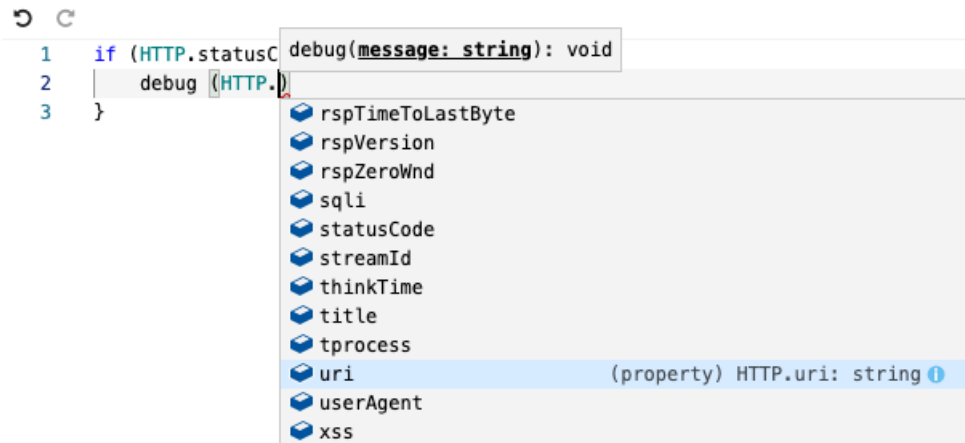 1 if (HTTP.statusC
debug(message: string): void
2 debug (HTTP.)
3 }
rspTimeToLastByte
rspVersion
rspZeroWnd
sqli
statusCode
streamId
thinkTime
title
tprocess
uri (property) HTTP.uri: string
userAgent
xss